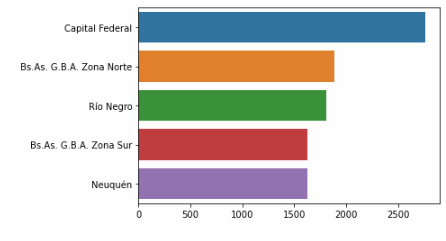 Capital Federal
Bs.As. G.B.A. Zona Norte
Río Negro
Bs.As. G.B.A. Zona Sur
Neuquén
0 500 1000 1500 2000 2500